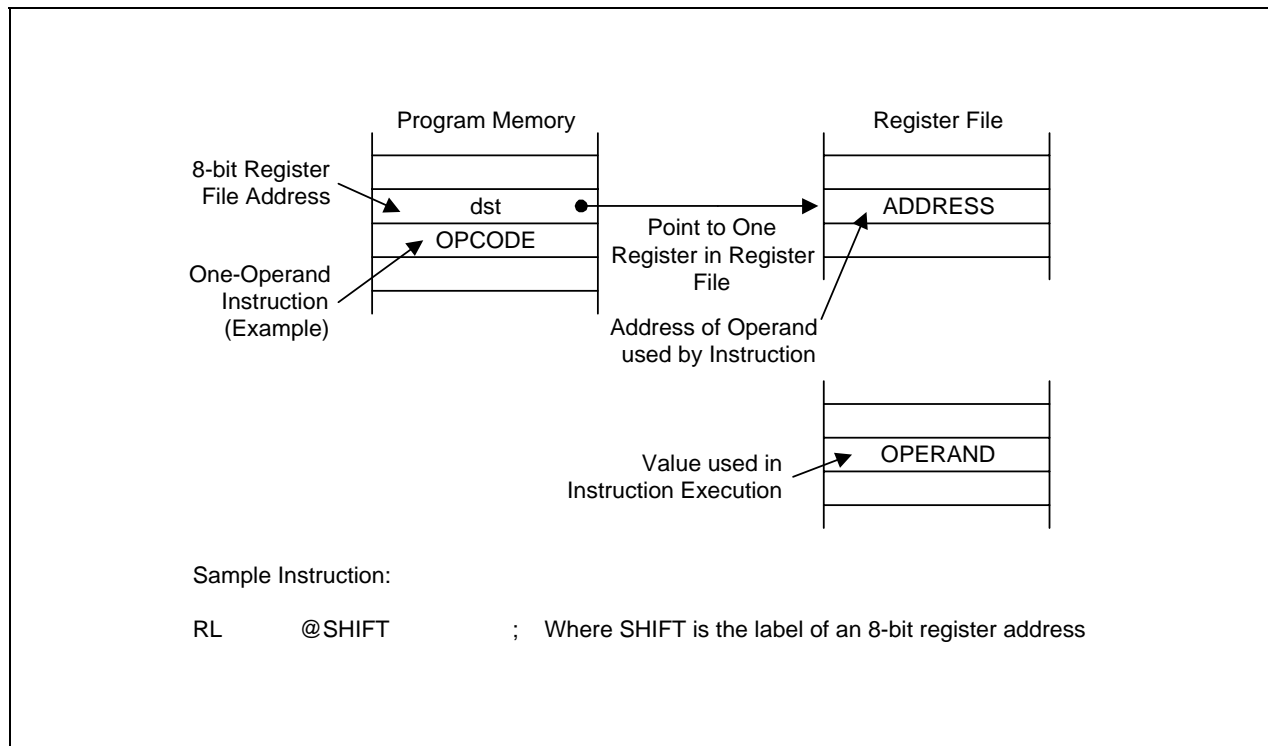 Program Memory
Register File
8-bit Register
File Address
dst
ADDRESS
OPCODE
Point to One
Register in Register
File
One-Operand
Instruction
(Example)
Address of Operand
used by Instruction
OPERAND
Value used in
Instruction Execution
Sample Instruction:
RL @SHIFT ; Where SHIFT is the label of an 8-bit register address